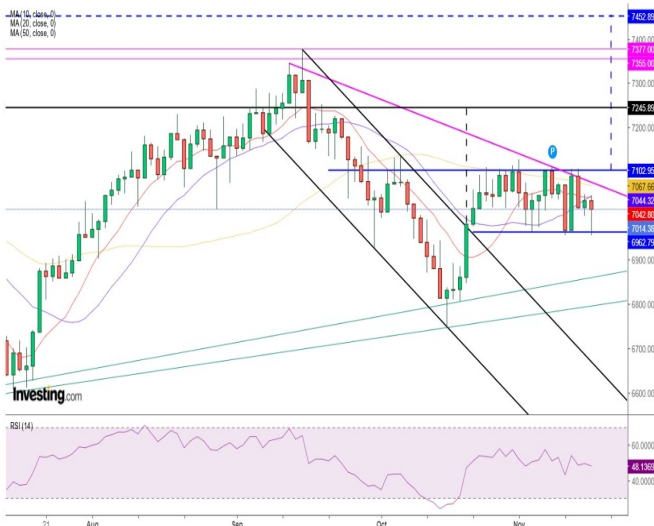 MA (10, close, 0)
MA (20, close, 0)
MA (50, close, 0)
7452.89
7400.00
7377.00
7355.00
7300.00
7245.89
7200.00
7102.95
7067.66
7044.32
7042.80
7014.38
6962.79
6900.00
6800.00
6700.00
6600.00
P
Investing.com
RSI (14)
60.0000
48.1369
40.0000
21
Aug
Sep
Oct
Nov